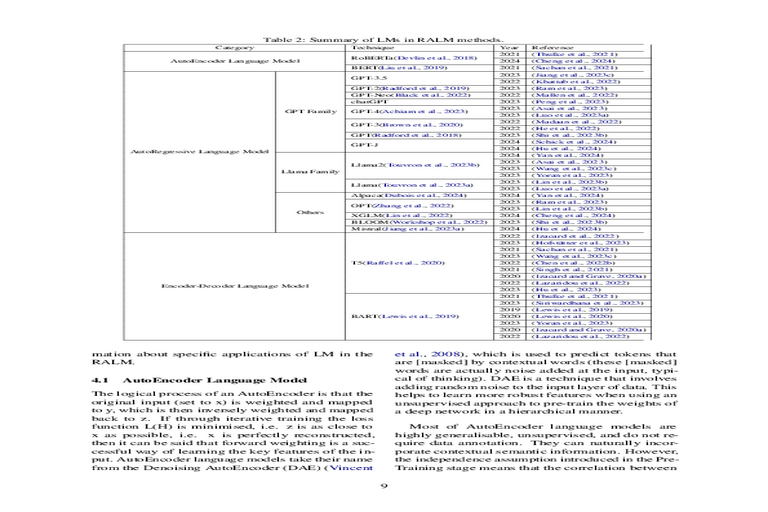 Table 2: Summary of LMs in RALM methods.
Category Technique Year Reference
AutoEncoder Language Model
RoBERTa(Devlin et al., 2018)
2021 (Thulke et al., 2021)
2024 (Cheng et al., 2024)
BERT(Liu et al., 2019) 2021 (Sachan et al., 2021)
AutoRegressive Language Model
GPT Family
GPT-3.5
2023 (Jiang et al., 2023c)
2022 (Khattab et al., 2022)
GPT-2(Radford et al., 2019) 2023 (Ram et al., 2023)
GPT-Neo(Black et al., 2022) 2022 (Mallen et al., 2022)
chatGPT 2023 (Peng et al., 2023)
GPT-4(Achiam et al., 2023)
2023 (Asai et al., 2023)
2023 (Luo et al., 2023a)
2022 (Madaan et al., 2022)
GPT-3(Brown et al., 2020)
2022 (He et al., 2022)
GPT(Radford et al., 2018) 2023 (Shi et al., 2023b)
GPT-J
2024 (Schick et al., 2024)
2024 (Hu et al., 2024)
Llama Family
Llama2(Touvron et al., 2023b)
2024 (Yan et al., 2024)
2023 (Asai et al., 2023)
2023 (Wang et al., 2023c)
2023 (Yoran et al., 2023)
Llama(Touvron et al., 2023a)
2023 (Lin et al., 2023b)
2023 (Luo et al., 2023a)
Others
Alpaca(Dubois et al., 2024) 2024 (Yan et al., 2024)
OPT(Zhang et al., 2022)
2023 (Ram et al., 2023)
2023 (Lin et al., 2023b)
XGLM(Lin et al., 2022) 2024 (Cheng et al., 2024)
BLOOM(Workshop et al., 2022) 2023 (Shi et al., 2023b)
Mistral(Jiang et al., 2023a) 2024 (Hu et al., 2024)
Encoder-Decoder Language Model
T5(Raffel et al., 2020)
2022 (Izacard et al., 2022)
2023 (Hofstätter et al., 2023)
2021 (Sachan et al., 2021)
2023 (Wang et al., 2023c)
2022 (Chen et al., 2022b)
2021 (Singh et al., 2021)
2020 (Izacard and Grave, 2020a)
2022 (Lazaridou et al., 2022)
2023 (Hu et al., 2023)
BART(Lewis et al., 2019)
2021 (Thulke et al., 2021)
2023 (Siriwardhana et al., 2023)
2019 (Lewis et al., 2019)
2020 (Lewis et al., 2020)
2023 (Yoran et al., 2023)
2020 (Izacard and Grave, 2020a)
2022 (Lazaridou et al., 2022)
mation about specific applications of LM in the
RALM.
4.1 AutoEncoder Language Model
The logical process of an AutoEncoder is that the
original input (set to x) is weighted and mapped
to y, which is then inversely weighted and mapped
back to z. If through iterative training the loss
function L(H) is minimised, i.e. z is as close to
x as possible, i.e. x is perfectly reconstructed,
then it can be said that forward weighting is a suc-
cessful way of learning the key features of the in-
put. AutoEncoder language models take their name
from the Denoising AutoEncoder (DAE) (Vincent
et al., 2008), which is used to predict tokens that
are [masked] by contextual words (these [masked]
words are actually noise added at the input, typi-
cal of thinking). DAE is a technique that involves
adding random noise to the input layer of data. This
helps to learn more robust features when using an
unsupervised approach to pre-train the weights of
a deep network in a hierarchical manner.
Most of AutoEncoder language models are
highly generalisable, unsupervised, and do not re-
quire data annotation. They can naturally incor-
porate contextual semantic information. However,
the independence assumption introduced in the Pre-
Training stage means that the correlation between
9